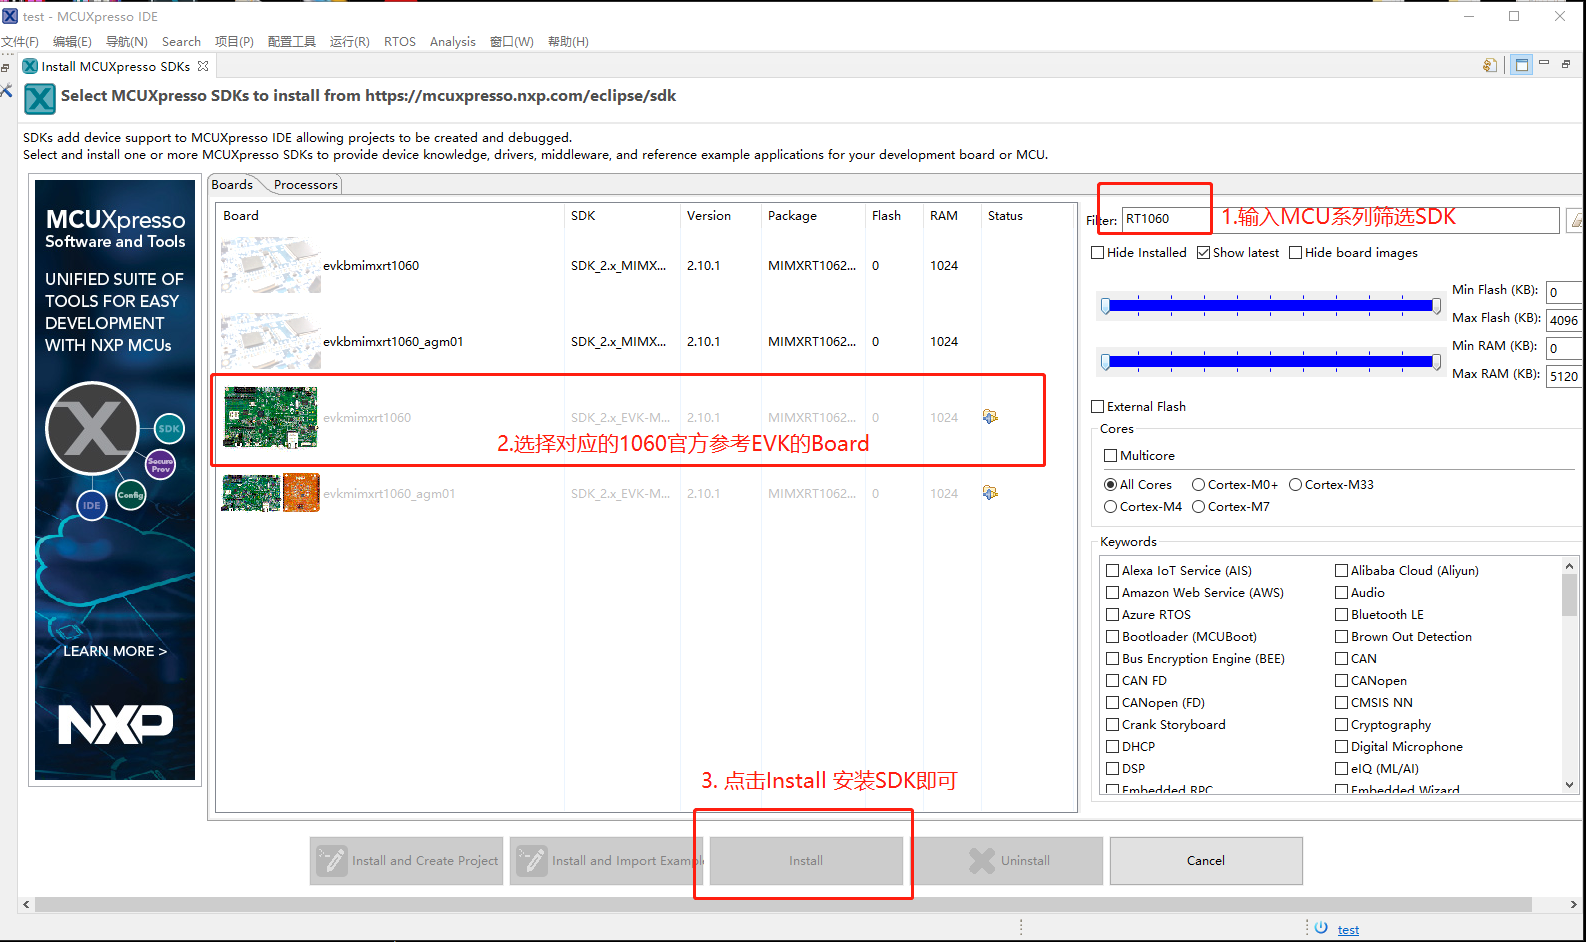 test - MCUXpresso IDE
文件(F) 编辑(E) 导航(N) Search 项目(P) 配置工具 运行(R) RTOS Analysis 窗口(W) 帮助(H)
Install MCUXpresso SDKs
Select MCUXpresso SDKs to install from https://mcuxpresso.nxp.com/eclipse/sdk
SDKs add device support to MCUXpresso IDE allowing projects to be created and debugged.
Select and install one or more MCUXpresso SDKs to provide device knowledge, drivers, middleware, and reference example applications for your development board or MCU.
MCUXpresso
Software and Tools
UNIFIED SUITE OF
TOOLS FOR EASY
DEVELOPMENT
WITH NXP MCUs
X
SDK
Secure
Prov
Config
IDE
LEARN MORE >
NXP
Boards Processors
Board SDK Version Package Flash RAM Status
evkbmimxrt1060 SDK_2.x_MIMX... 2.10.1 MIMXRT1062... 0 1024
evkbmimxrt1060_agm01 SDK_2.x_MIMX... 2.10.1 MIMXRT1062... 0 1024
evkmimxrt1060 SDK_2.x_EVK-M... 2.10.1 MIMXRT1062... 0 1024
2.选择对应的1060官方参考EVK的Board
evkmimxrt1060_agm01 SDK_2.x_EVK-M... 2.10.1 MIMXRT1062... 0 1024
Filter: RT1060
1.输入MCU系列筛选SDK
Hide Installed Show latest Hide board images
Min Flash (KB): 0
Max Flash (KB): 4096
Min RAM (KB): 0
Max RAM (KB): 5120
External Flash
Cores
Multicore
All Cores Cortex-M0+ Cortex-M33
Cortex-M4 Cortex-M7
Keywords
Alexa IoT Service (AIS) Alibaba Cloud (Aliyun)
Amazon Web Service (AWS) Audio
Azure RTOS Bluetooth LE
Bootloader (MCUBoot) Brown Out Detection
Bus Encryption Engine (BEE) CAN
CAN FD CANopen
CANopen (FD) CMSIS NN
Crank Storyboard Cryptography
DHCP Digital Microphone
DSP eIQ (ML/AI)
Embedded RPC Embedded Wizard
3. 点击Install 安装SDK即可
Install and Create Project Install and Import Exampl Install Uninstall Cancel
test